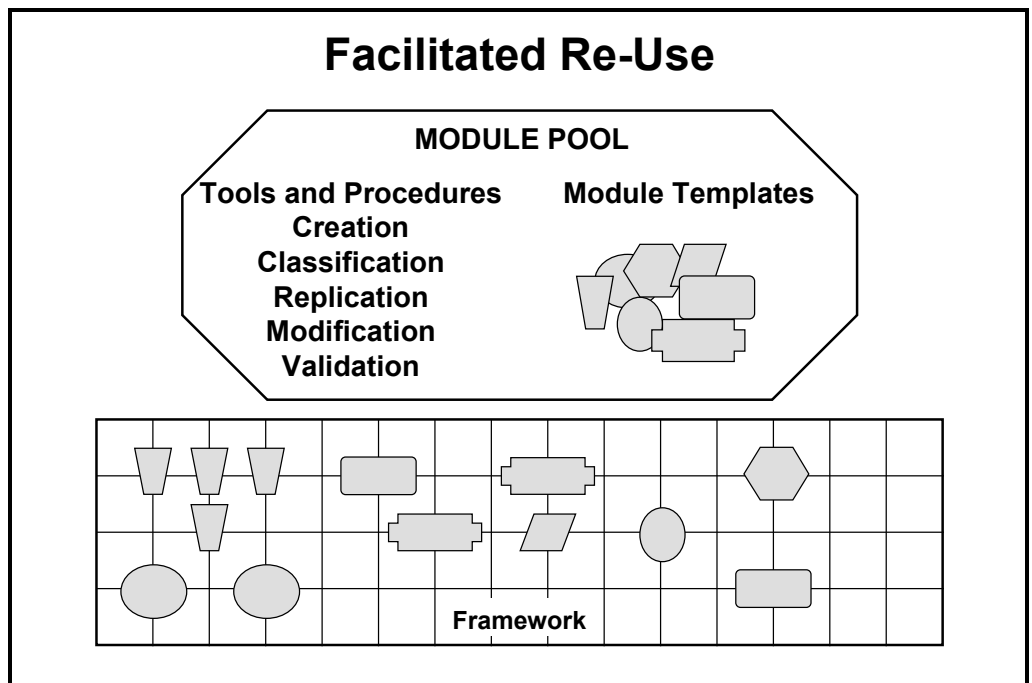 Facilitated Re-Use
MODULE POOL
Tools and Procedures
Creation
Classification
Replication
Modification
Validation
Module Templates
Framework